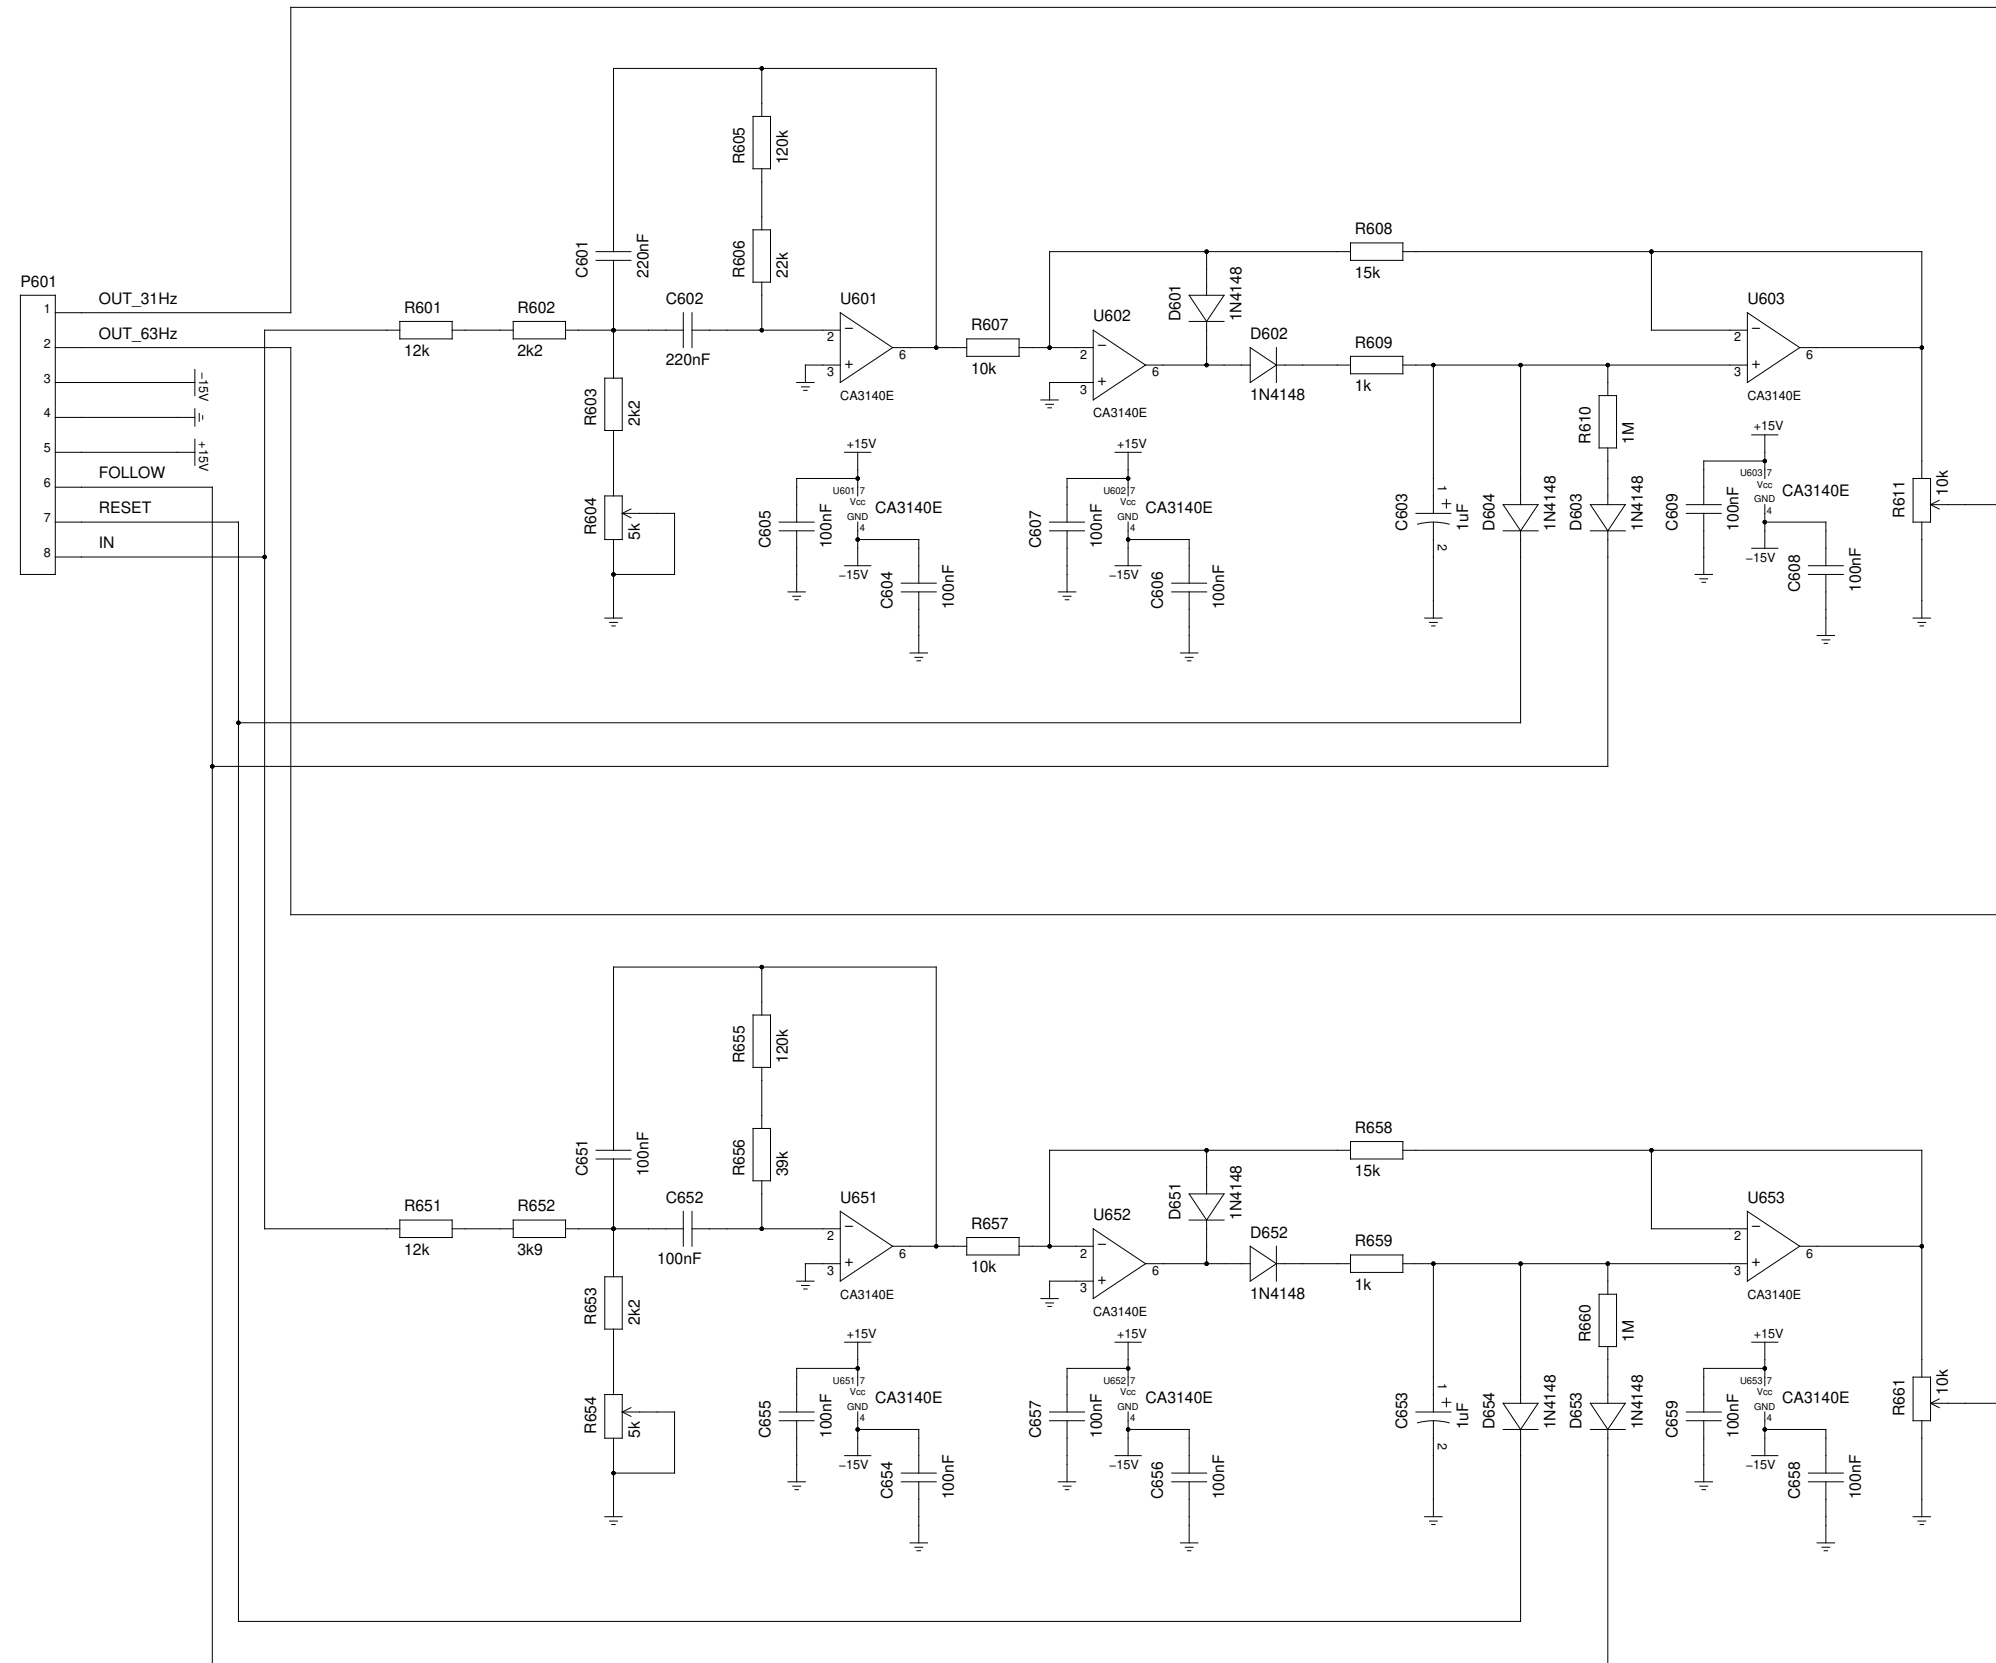 P601
1 OUT_31Hz
2 OUT_63Hz
3 -15V
4 =
5 +15V
6 FOLLOW
7 RESET
8 IN
R601
12k
R602
2k2
C601
220nF
R603
2k2
R604
5k
C602
220nF
R605
120k
R606
22k
U601
2
-
3
+
6
CA3140E
+15V
U601 7
Vcc
GND
4
CA3140E
-15V
C605
100nF
C604
100nF
R607
10k
U602
2
-
3
+
6
CA3140E
+15V
U602 7
Vcc
GND
4
CA3140E
-15V
C607
100nF
C606
100nF
D601
1N4148
D602
1N4148
R608
15k
R609
1k
C603
1 +
1uF
2
D604
1N4148
R610
1M
D603
1N4148
U603
2
-
3
+
6
CA3140E
+15V
U603 7
Vcc
GND
4
CA3140E
-15V
C609
100nF
C608
100nF
R611
10k
R651
12k
R652
3k9
C651
100nF
R653
2k2
R654
5k
C652
100nF
R655
120k
R656
39k
U651
2
-
3
+
6
CA3140E
+15V
U651 7
Vcc
GND
4
CA3140E
-15V
C655
100nF
C654
100nF
R657
10k
U652
2
-
3
+
6
CA3140E
+15V
U652 7
Vcc
GND
4
CA3140E
-15V
C657
100nF
C656
100nF
D651
1N4148
D652
1N4148
R658
15k
R659
1k
C653
1 +
1uF
2
D654
1N4148
R660
1M
D653
1N4148
U653
2
-
3
+
6
CA3140E
+15V
U653 7
Vcc
GND
4
CA3140E
-15V
C659
100nF
C658
100nF
R661
10k